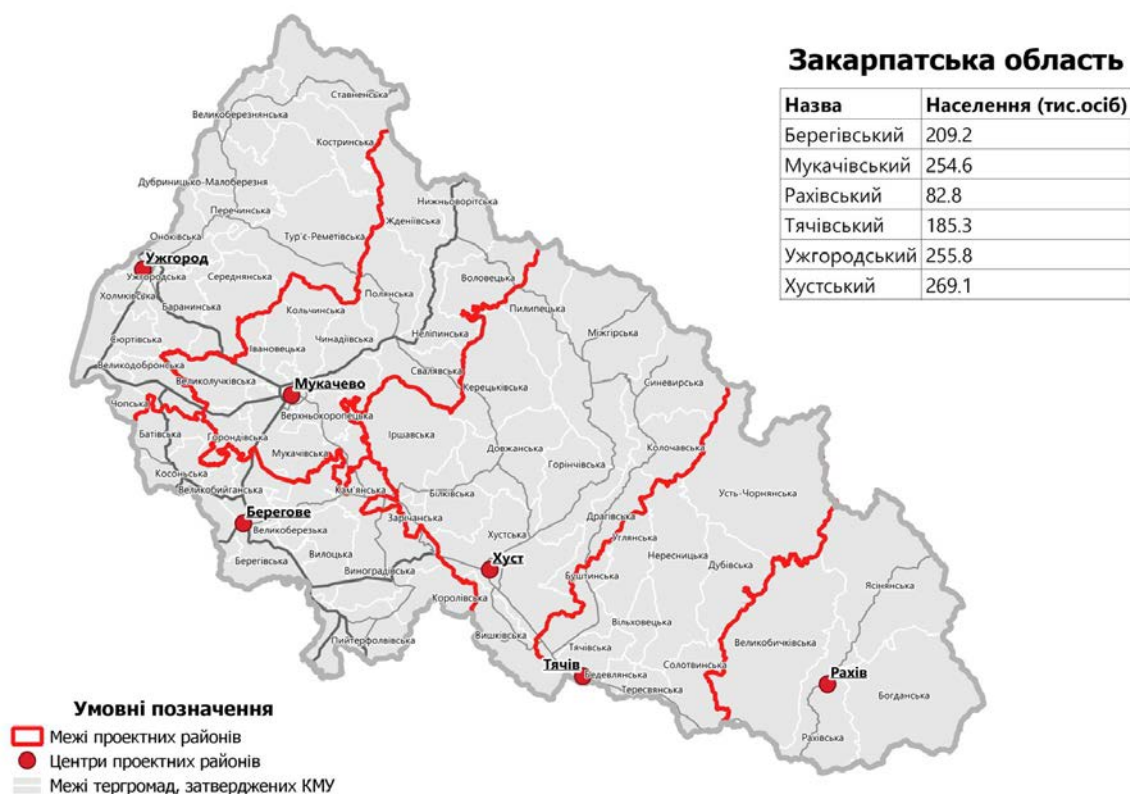 Закарпатська область
Назва Населення (тис.осіб)
Берегівський 209.2
Мукачівський 254.6
Рахівський 82.8
Тячівський 185.3
Ужгородський 255.8
Хустський 269.1
Ставненська
Великоберезнянська
Костринська
Дубриницько-Малоберезня
Нижньоворітська
Перечинська
Жденіївська
Оноківська
Тур'є-Реметівська
Ужгород
Ужгородська
Середнянська
Воловецька
Холмківська
Полянська
Баранинська
Кольчинська
Пилипецька
Сюртівська
Чинадіївська
Неліпинська
Міжгірська
Івановецька
Великодобронська
Свалявська
Великолучківська
Мукачево
Керецьківська
Синевирська
Чопська
Верхньокоропецька
Батівська
Горондівська
Іршавська
Колочавська
Мукачівська
Довжанська
Косоньська
Горінчівська
Великобийганська
Кам'янська
Білківська
Усть-Чорнянська
Берегове
Зарічанська
Драгівська
Великоберезька
Хустська
Углянська
Нересницька
Берегівська
Вилоцька
Хуст
Дубівська
Виноградівська
Буштинська
Ясінянська
Королівська
Вільховецька
Вишківська
Пийтерфолвівська
Тячівська
Великобичківська
Тячів
Солотвинська
Бедевлянська
Рахів
Тересвянська
Богданська
Рахівська
Умовні позначення
Межі проектних районів
Центри проектних районів
Межі тергромад, затверджених КМУ